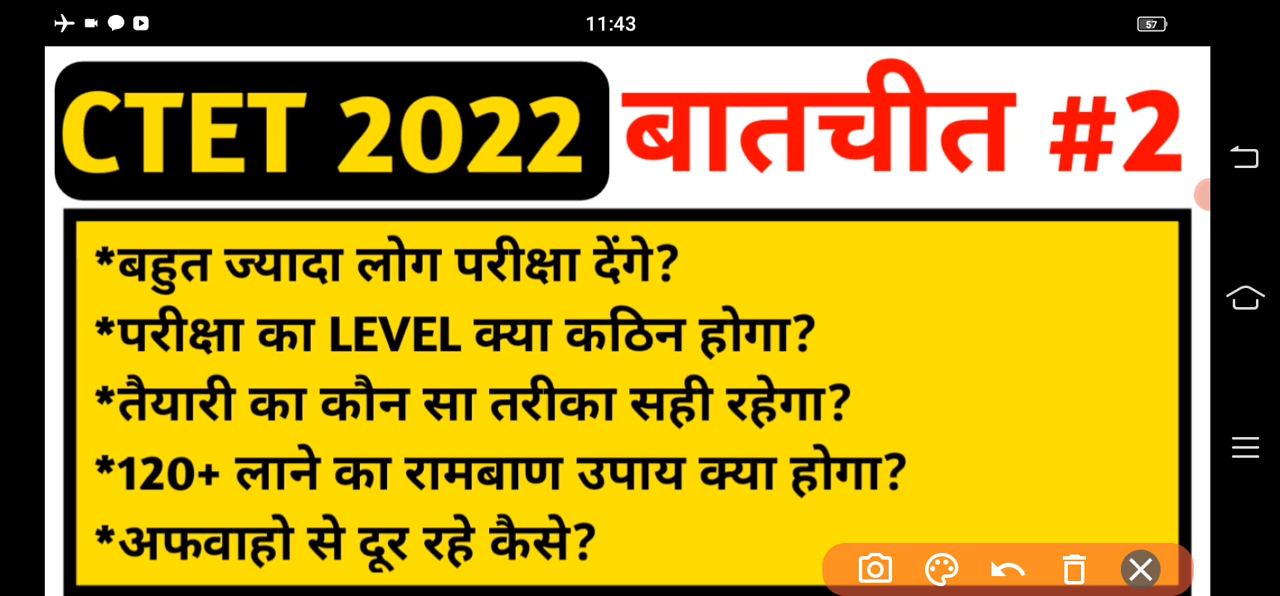 11:43
57
CTET 2022 बातचीत #2
*बहुत ज्यादा लोग परीक्षा देंगे?
*परीक्षा का LEVEL क्या कठिन होगा?
*तैयारी का कौन सा तरीका सही रहेगा?
*120+ लाने का रामबाण उपाय क्या होगा?
*अफवाहो से दूर रहे कैसे?